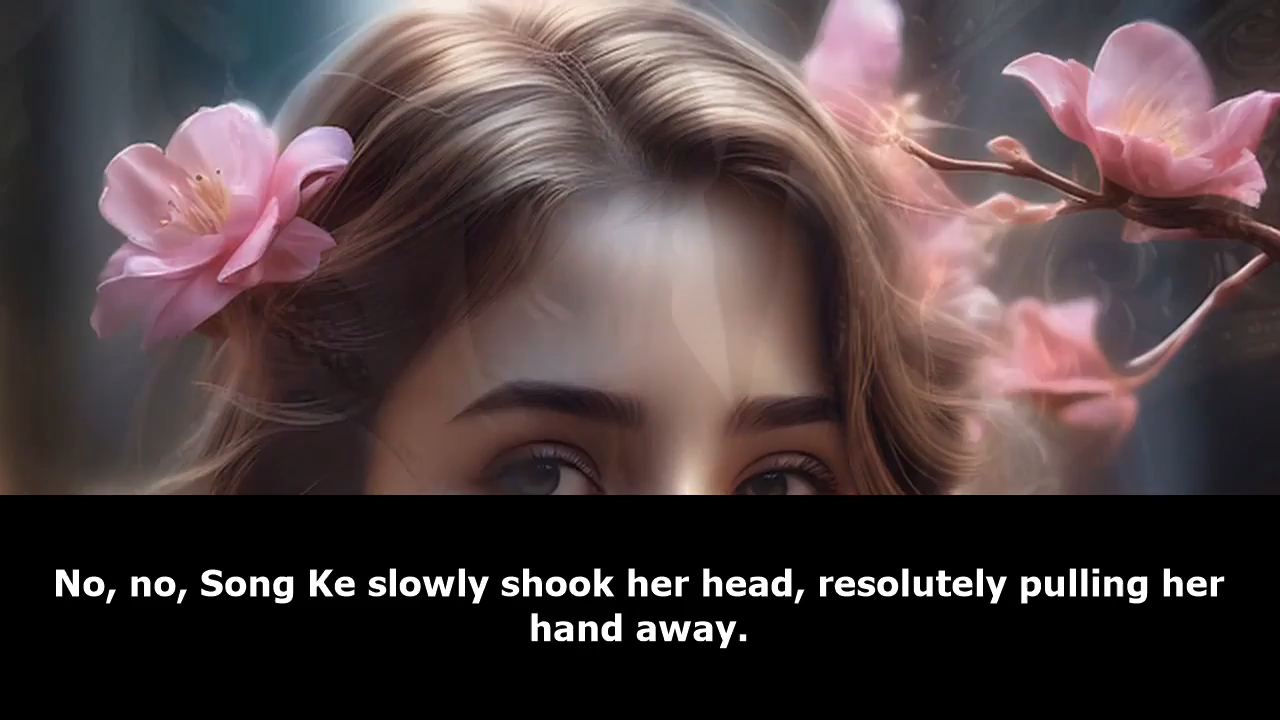 No, no, Song Ke slowly shook her head, resolutely pulling her
hand away.